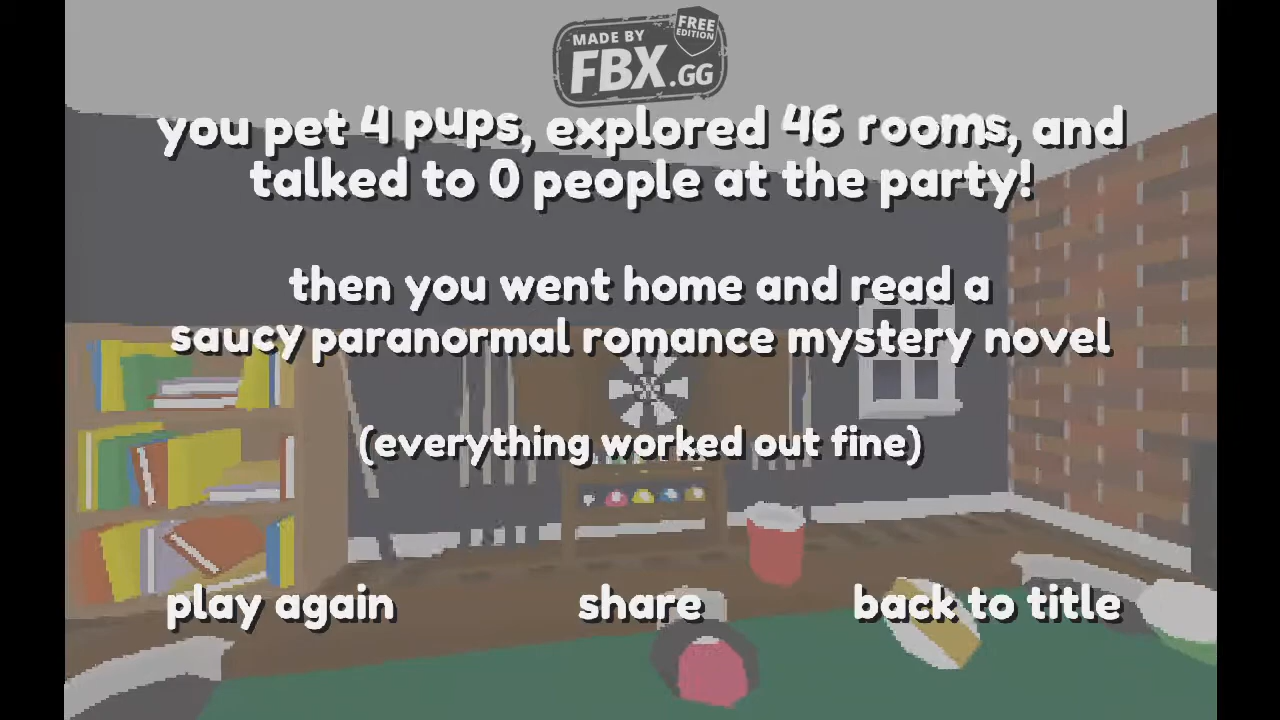 MADE BY
FREE
EDITION
FBX.GG
you pet 4 pups, explored 46 rooms, and
talked to 0 people at the party!
then you went home and read a
saucy paranormal romance mystery novel
(everything worked out fine)
play again
share
back to title